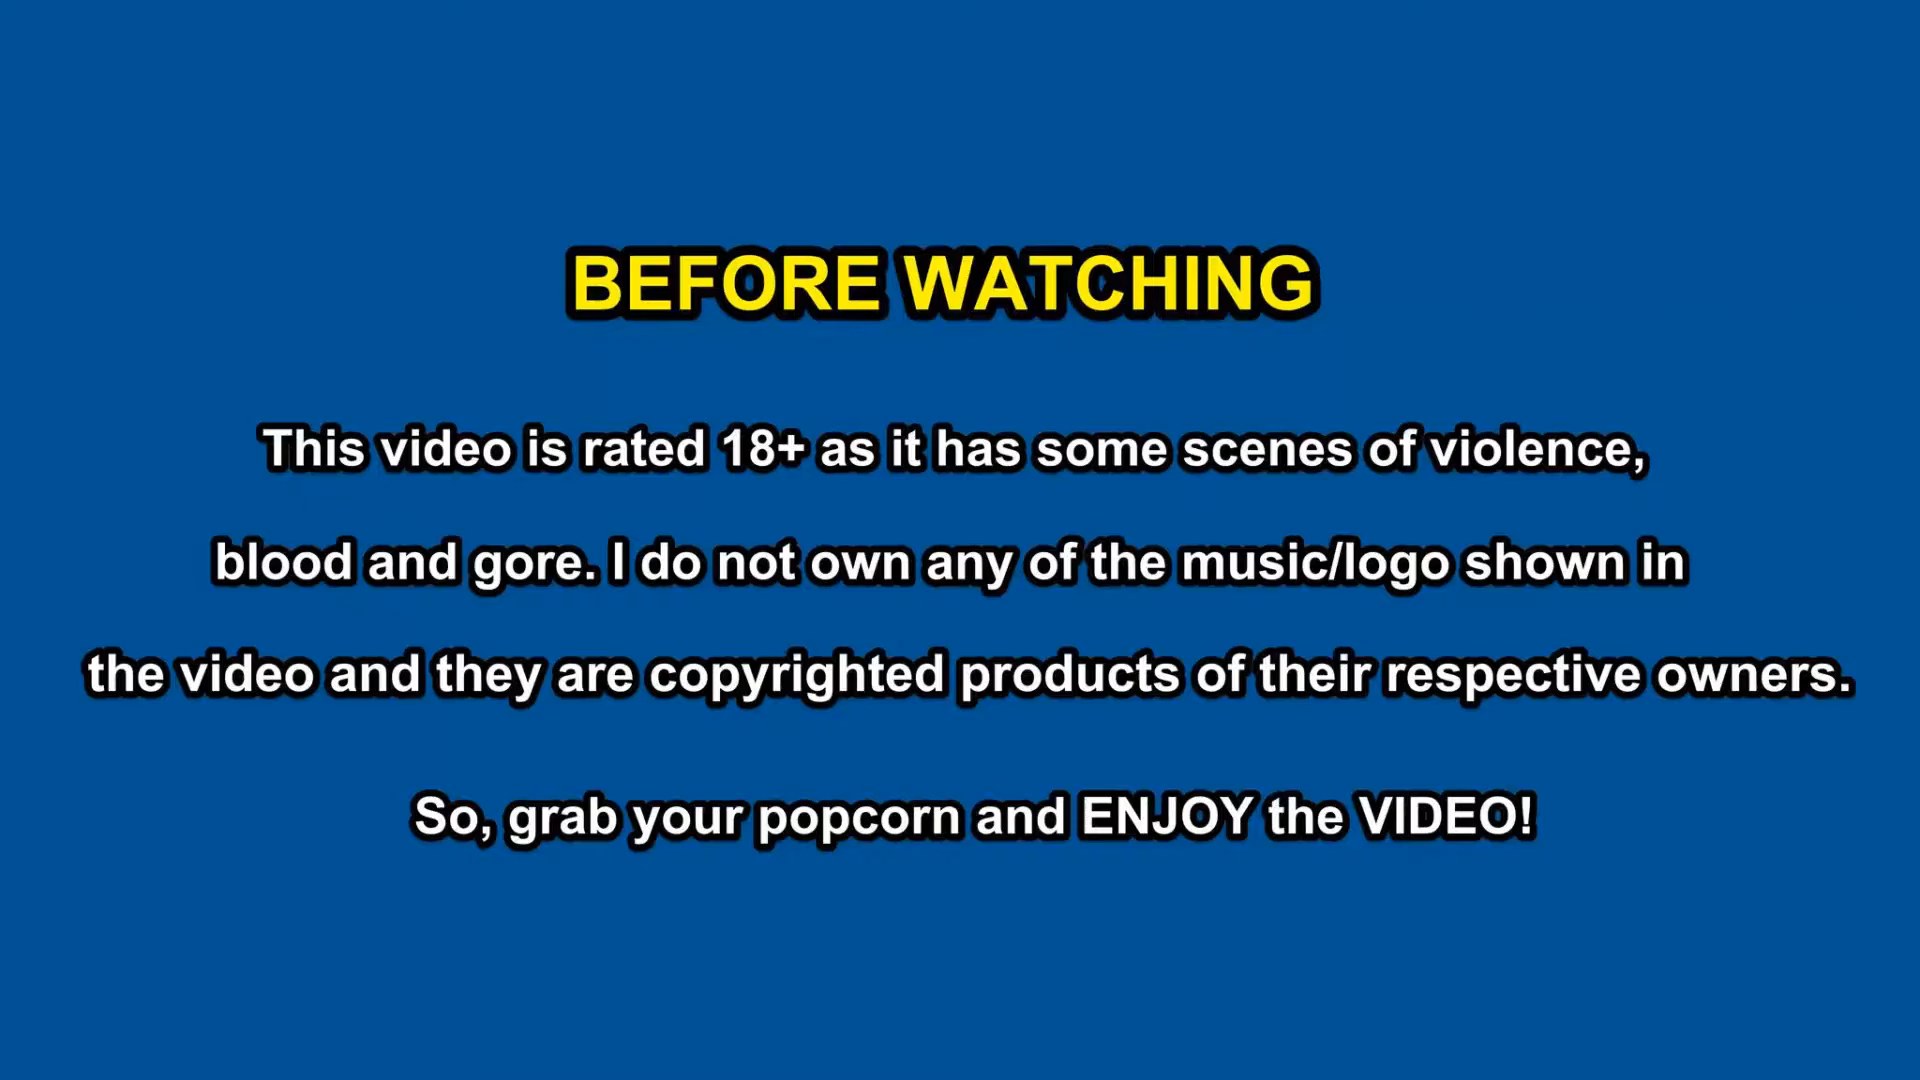 BEFORE WATCHING
This video is rated 18+ as it has some scenes of violence,
blood and gore. I do not own any of the music/logo shown in
the video and they are copyrighted products of their respective owners.
So, grab your popcorn and ENJOY the VIDEO!